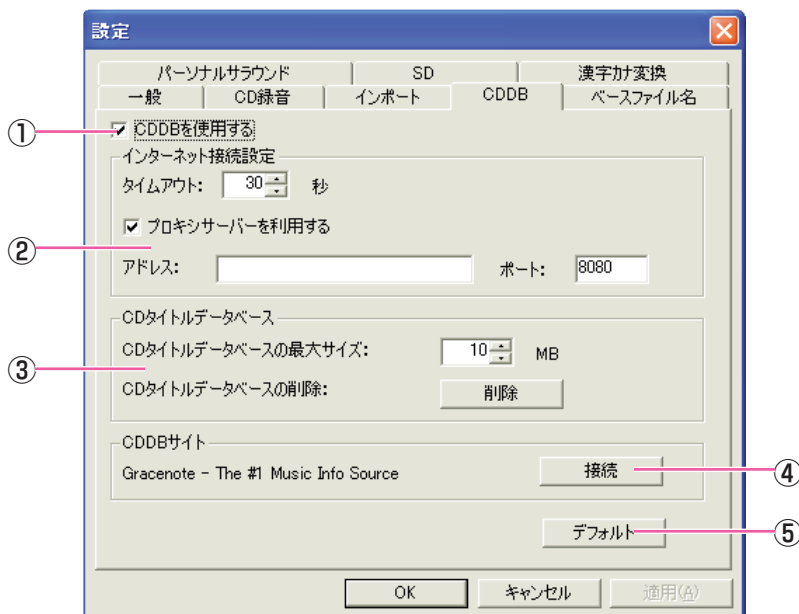 設定
パーソナルサラウンド SD 漢字カナ変換
一般 CD録音 インポート CDDB ベースファイル名
① CDDBを使用する
インターネット接続設定
タイムアウト: 30 秒
プロキシサーバーを利用する
②
アドレス: ポート: 8080
CDタイトルデータベース
CDタイトルデータベースの最大サイズ: 10 MB
③
CDタイトルデータベースの削除: 削除
CDDBサイト
Gracenote - The #1 Music Info Source 接続 ④
デフォルト ⑤
OK キャンセル 適用(A)